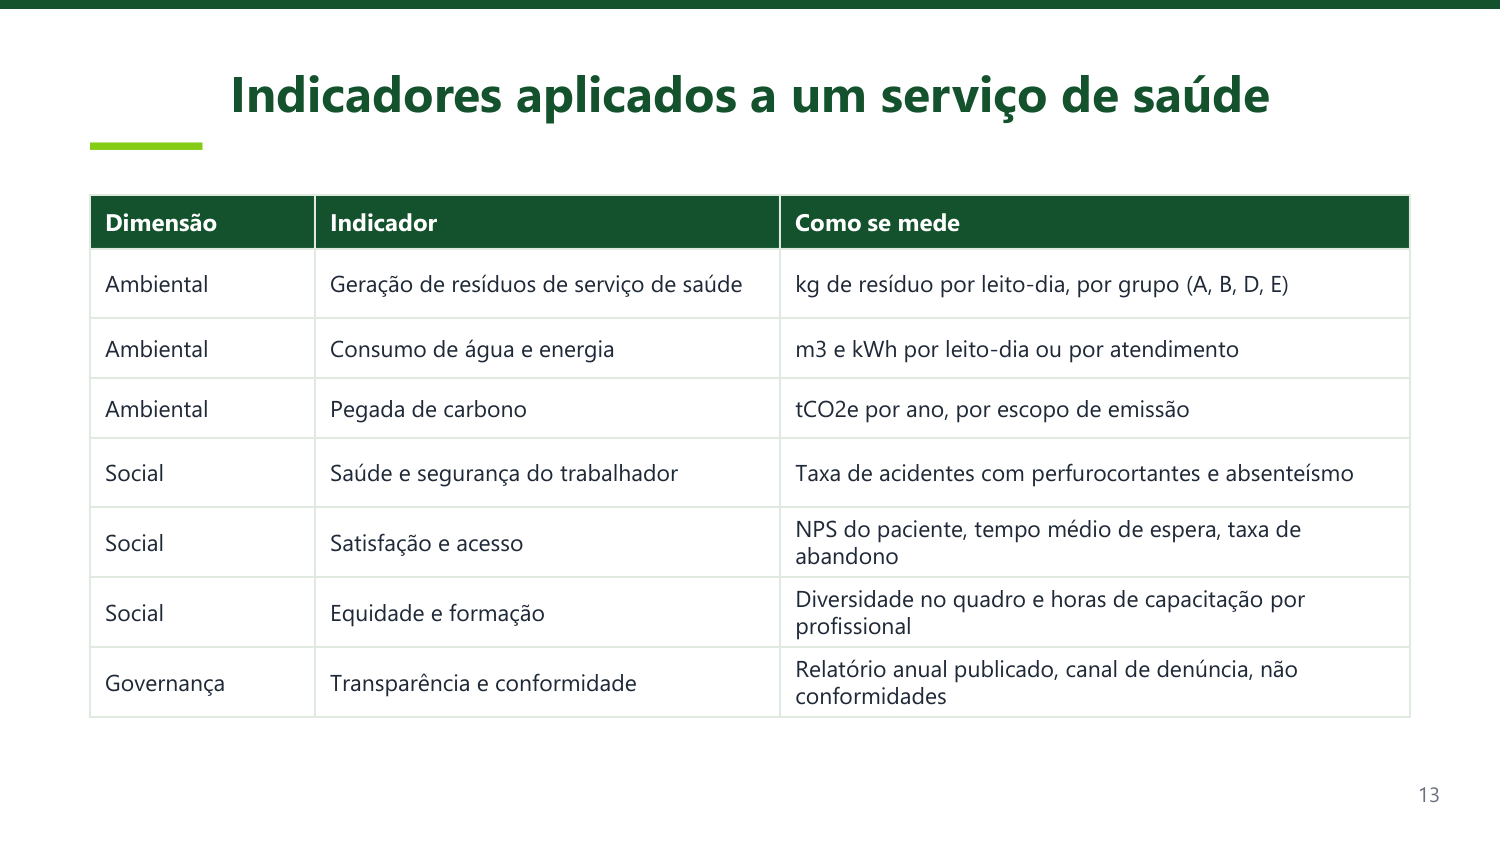 Indicadores aplicados a um serviço de saúde
Dimensão Indicador Como se mede
Ambiental Geração de resíduos de serviço de saúde kg de resíduo por leito-dia, por grupo (A, B, D, E)
Ambiental Consumo de água e energia m3 e kWh por leito-dia ou por atendimento
Ambiental Pegada de carbono tCO2e por ano, por escopo de emissão
Social Saúde e segurança do trabalhador Taxa de acidentes com perfurocortantes e absenteísmo
Social Satisfação e acesso NPS do paciente, tempo médio de espera, taxa de
abandono
Social Equidade e formação Diversidade no quadro e horas de capacitação por
profissional
Governança Transparência e conformidade Relatório anual publicado, canal de denúncia, não
conformidades
13